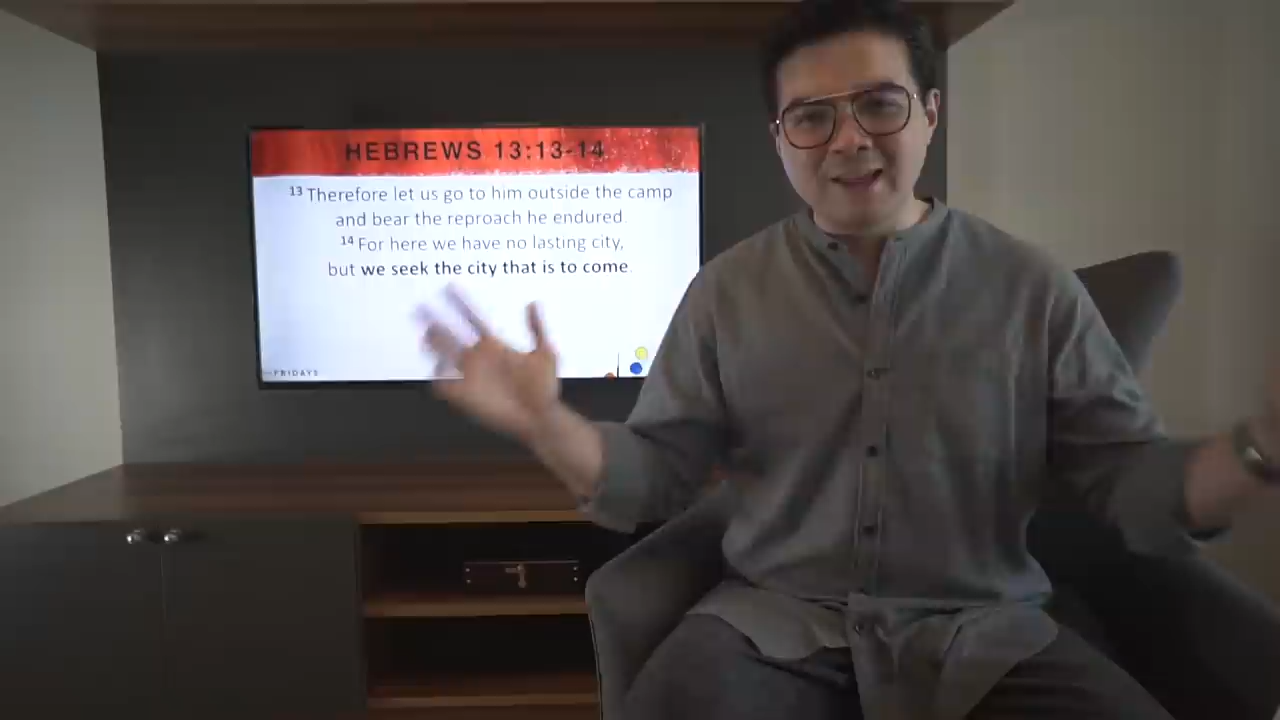 HEBREWS 13:13-14
13 Therefore let us go to him outside the camp
and bear the reproach he endured.
14 For here we have no lasting city,
but we seek the city that is to come.
FRIDAYS